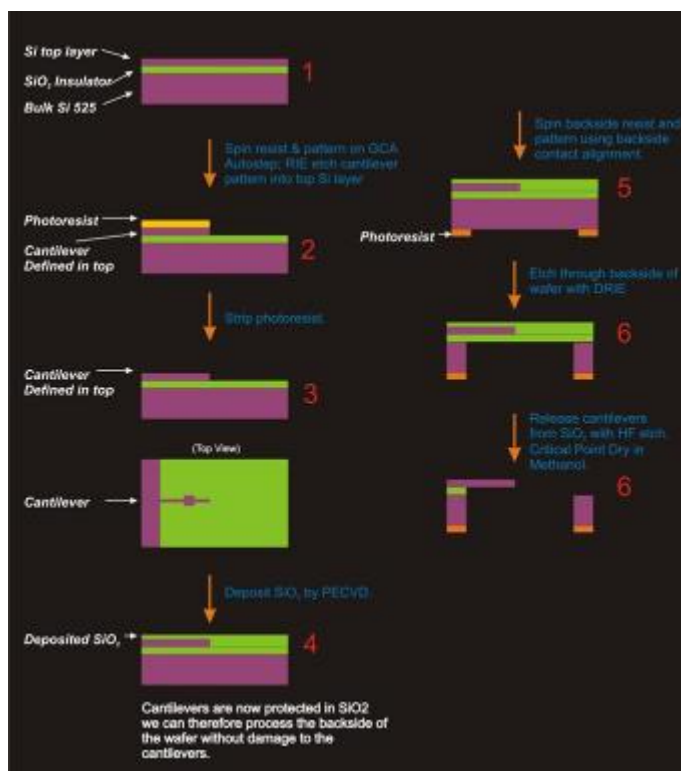 Si top layer
SiO2 Insulator
Bulk Si 525
1
Spin resist & pattern on GCA
Autostep; RIE etch cantilever
pattern into top Si layer
Photoresist
Cantilever
Defined in top
2
Strip photoresist.
Cantilever
Defined in top
3
(Top View)
Cantilever
Deposit SiO2 by PECVD.
Deposited SiO2
4
Cantilevers are now protected in SiO2
we can therefore process the backside of
the wafer without damage to the
cantilevers.
Spin backside resist and
pattern using backside
contact alignment.
5
Photoresist
Etch through backside of
wafer with DRIE
6
Release cantilevers
from SiO2 with HF etch.
Critical Point Dry in
Methanol.
6